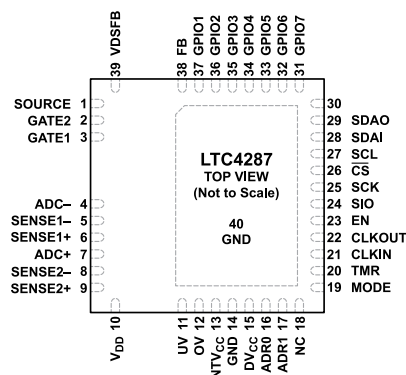 39 VDSFB
38 FB
37 GPIO1
36 GPIO2
35 GPIO3
34 GPIO4
33 GPIO5
32 GPIO6
31 GPIO7
SOURCE 1
GATE2 2
GATE1 3
ADC– 4
SENSE1– 5
SENSE1+ 6
ADC+ 7
SENSE2– 8
SENSE2+ 9
LTC4287
TOP VIEW
(Not to Scale)
40
GND
30
29 SDAO
28 SDAI
27 SCL
26 CS
25 SCK
24 SIO
23 EN
22 CLKOUT
21 CLKIN
20 TMR
19 MODE
VDD 10
UV 11
OV 12
NTVCC 13
GND 14
DVCC 15
ADR0 16
ADR1 17
NC 18